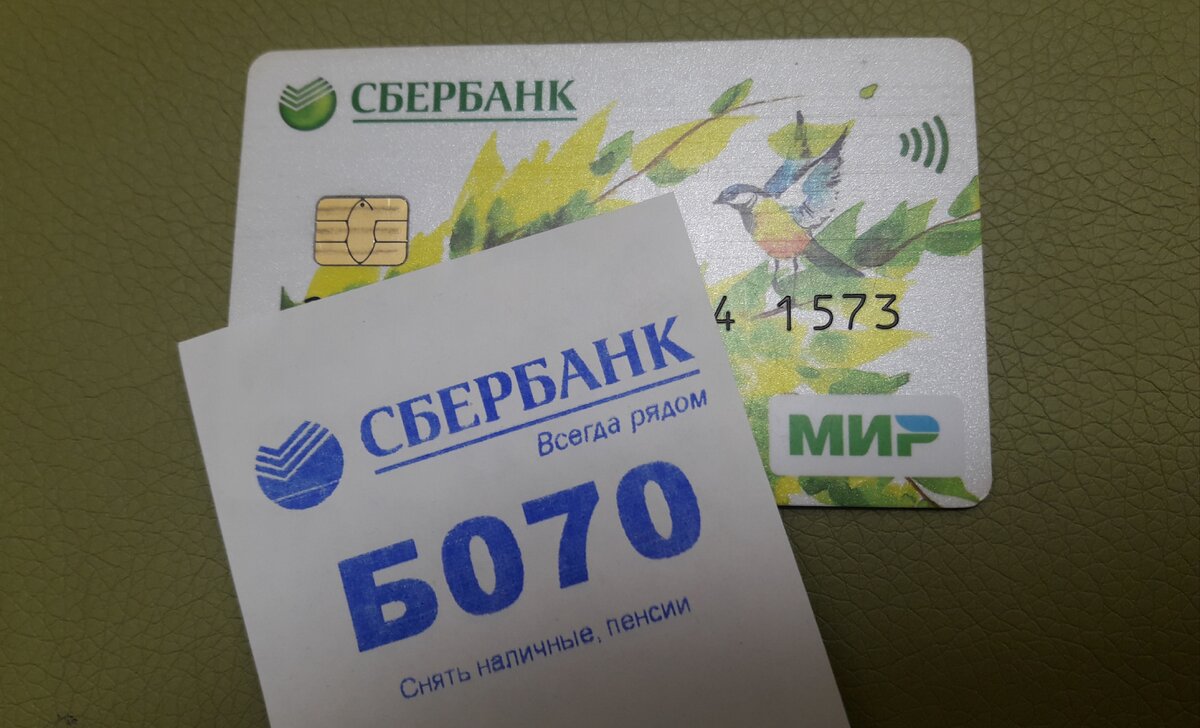 СБЕРБАНК
4 1573
МИР
СБЕРБАНК
Всегда рядом
Б070
Снять наличные, пенсии